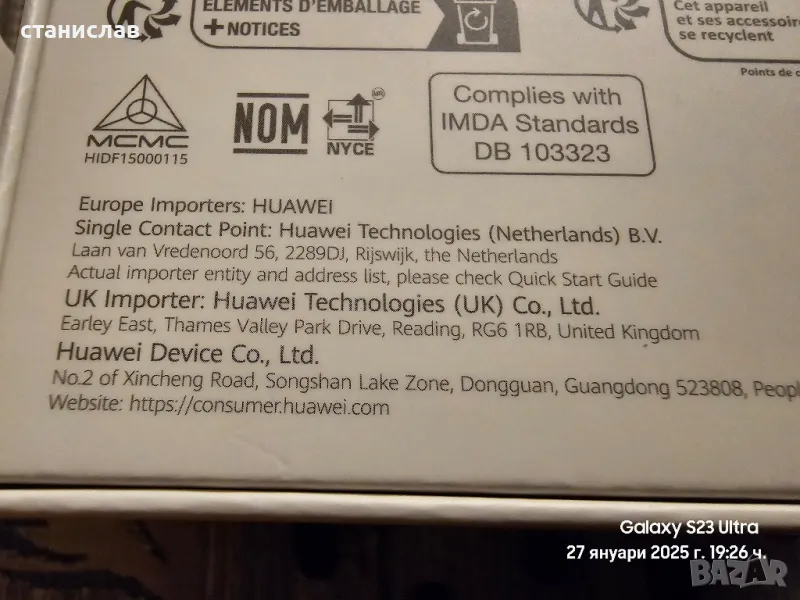 станислав
ÉLÉMENTS D'EMBALLAGE
+ NOTICES
Cet appareil
et ses accessoir
se recyclent
Points de c
MCMC
HIDF15000115
NOM
NYCE
Complies with
IMDA Standards
DB 103323
Europe Importers: HUAWEI
Single Contact Point: Huawei Technologies (Netherlands) B.V.
Laan van Vredenoord 56, 2289DJ, Rijswijk, the Netherlands
Actual importer entity and address list, please check Quick Start Guide
UK Importer: Huawei Technologies (UK) Co., Ltd.
Earley East, Thames Valley Park Drive, Reading, RG6 1RB, United Kingdom
Huawei Device Co., Ltd.
No.2 of Xincheng Road, Songshan Lake Zone, Dongguan, Guangdong 523808, Peopl
Website: https://consumer.huawei.com
Galaxy S23 Ultra
27 януари 2025 г. 19:26 ч.
BAZAR